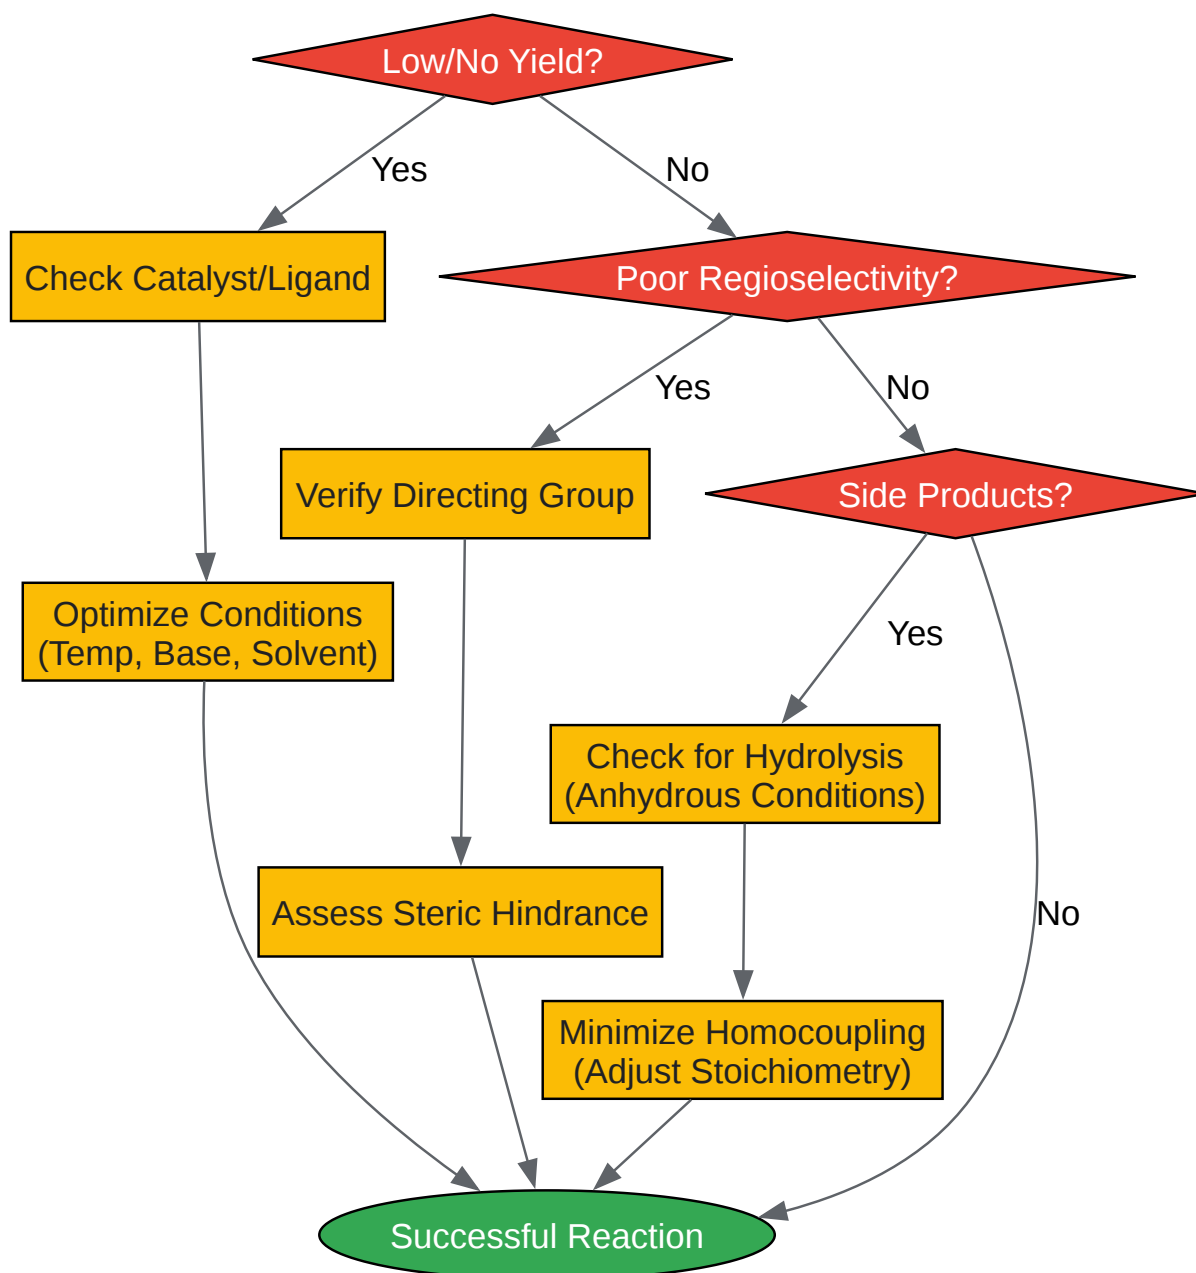 Low/No Yield?
Yes
No
Check Catalyst/Ligand
Poor Regioselectivity?
Yes
No
Verify Directing Group
Side Products?
Optimize Conditions
(Temp, Base, Solvent)
Yes
Check for Hydrolysis
(Anhydrous Conditions)
Assess Steric Hindrance
No
Minimize Homocoupling
(Adjust Stoichiometry)
Successful Reaction